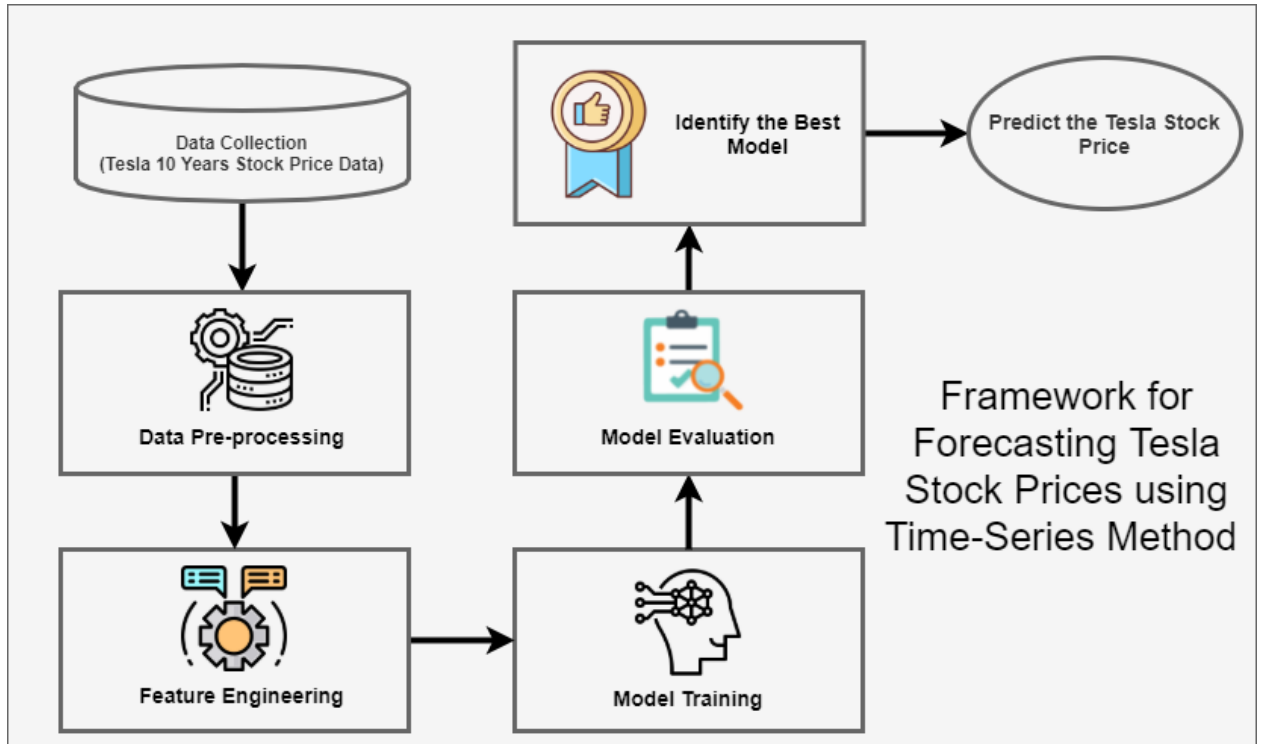 Data Collection
(Tesla 10 Years Stock Price Data)
Data Pre-processing
Feature Engineering
Model Training
Model Evaluation
Identify the Best
Model
Predict the Tesla Stock
Price
Framework for
Forecasting Tesla
Stock Prices using
Time-Series Method